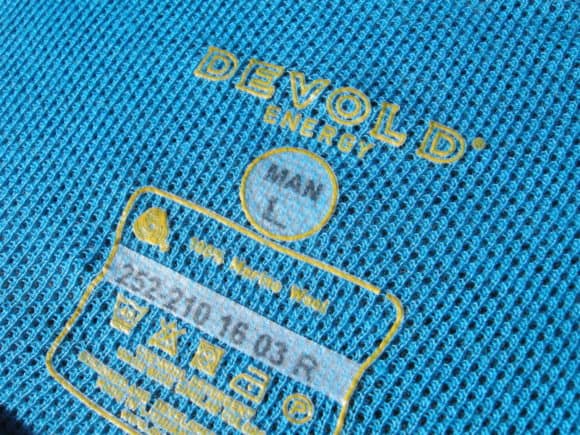 DEVOLD®
ENERGY
MAN
L
100% Merino Wool
252-210 16 03 R
P